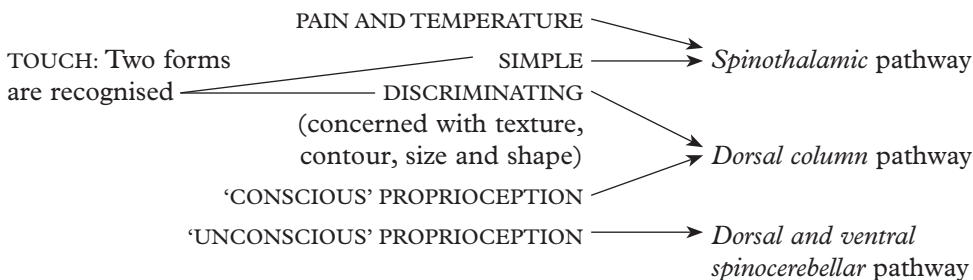 PAIN AND TEMPERATURE
TOUCH: Two forms
are recognised
SIMPLE
Spinothalamic pathway
DISCRIMINATING
(concerned with texture,
contour, size and shape)
Dorsal column pathway
‘CONSCIOUS’ PROPRIOCEPTION
‘UNCONSCIOUS’ PROPRIOCEPTION
Dorsal and ventral
spinocerebellar pathway